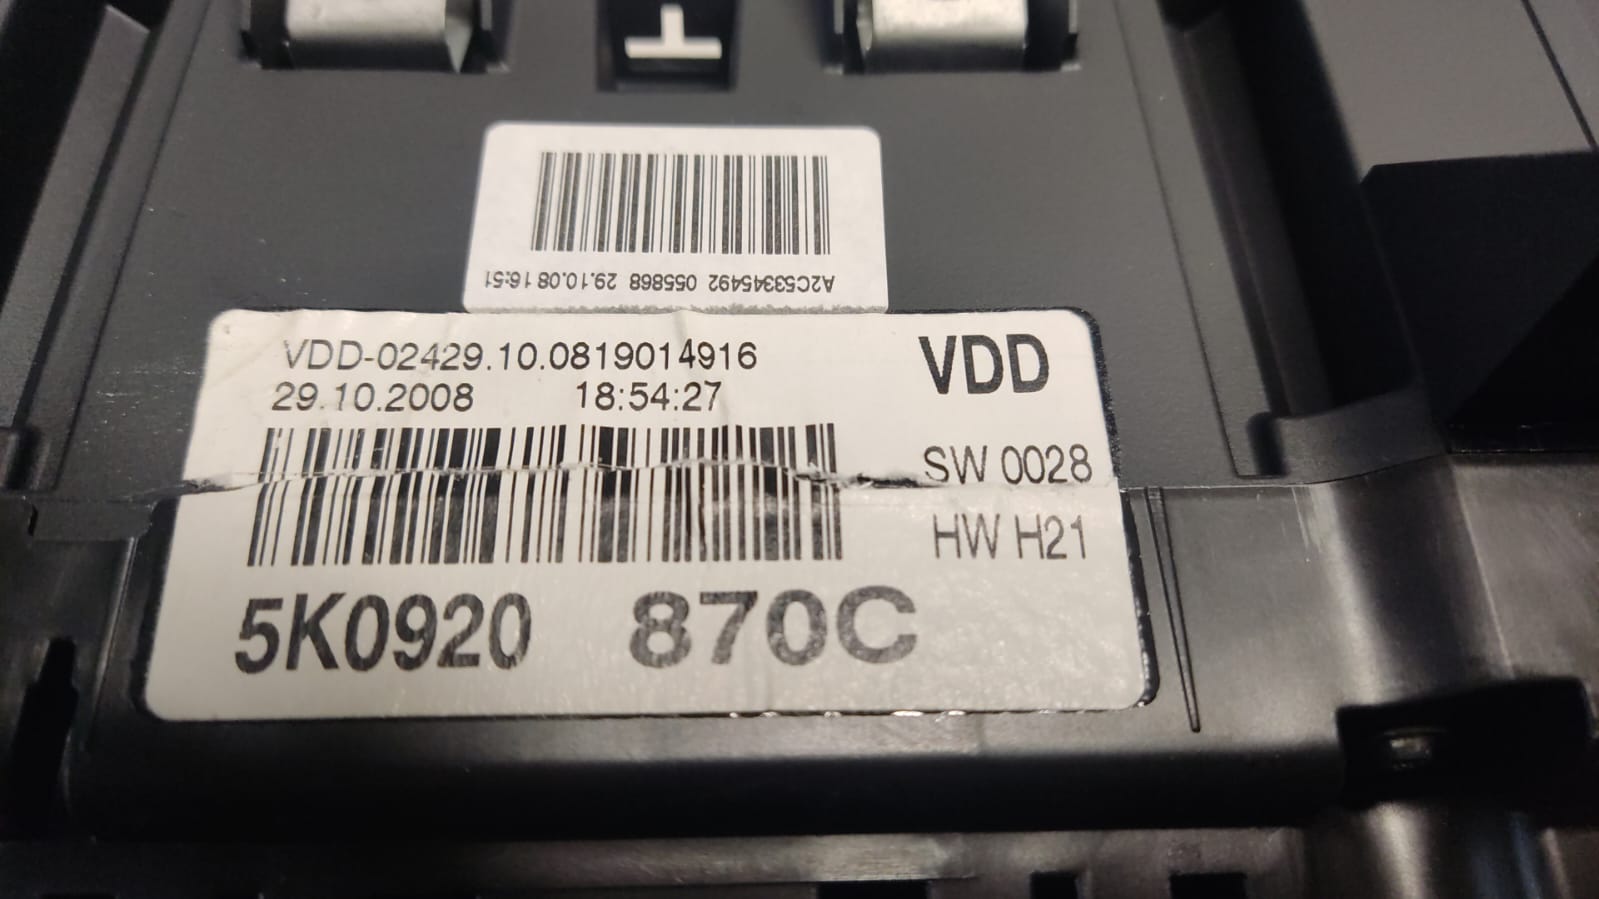 A2C53345492 055868 29.10.08 16:51
VDD-02429.10.0819014916
29.10.2008 18:54:27
VDD
SW 0028
HW H21
5K0920 870C